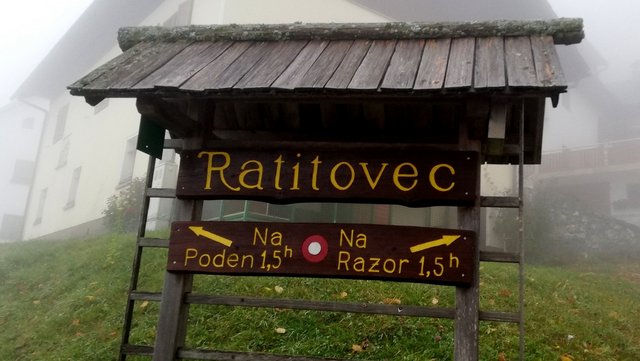 Ratitovec
Na Poden 1,5h
Na Razor 1,5h